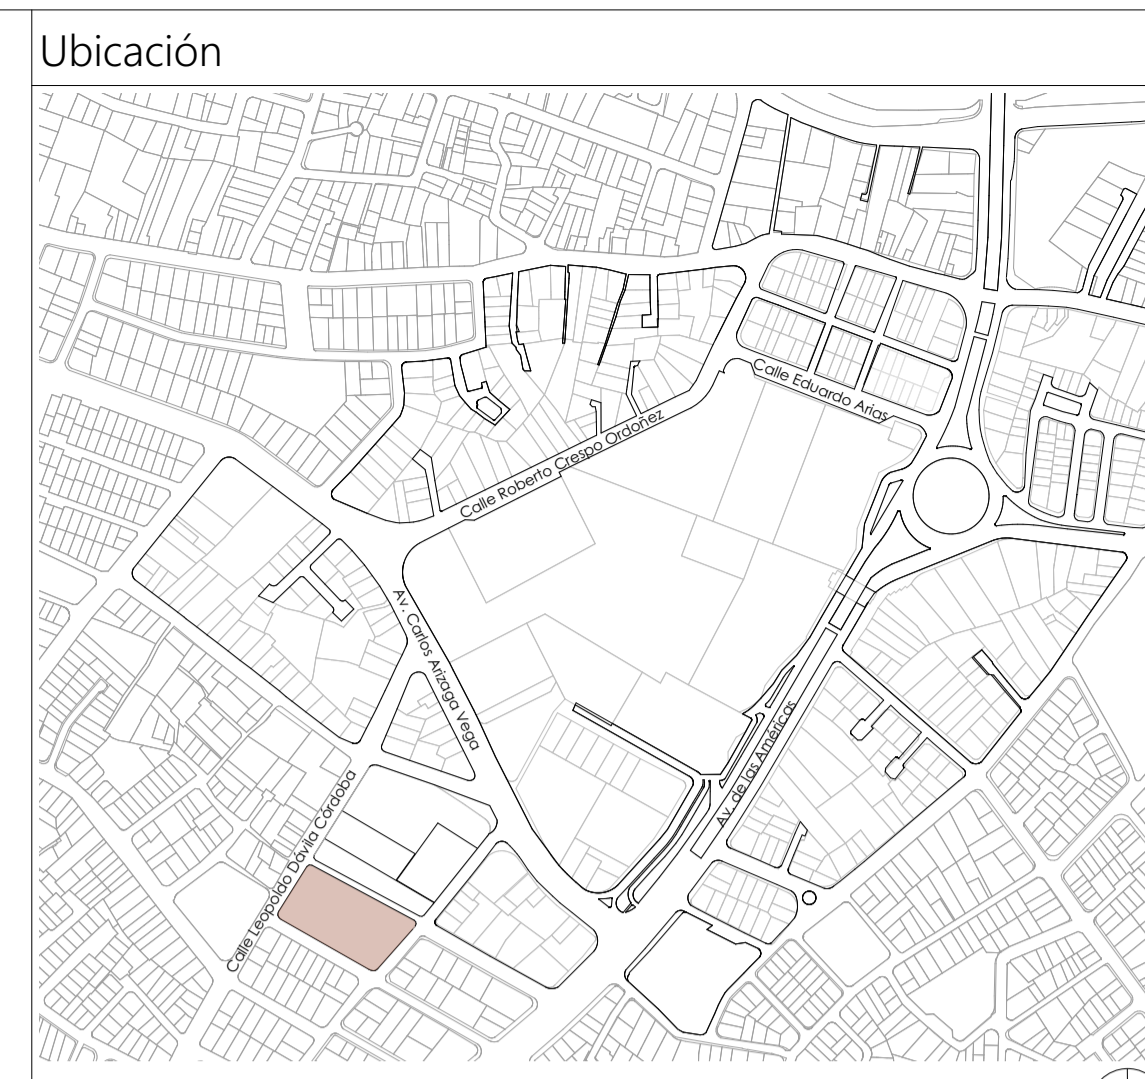 Ubicación
Calle Eduardo Arias
Calle Roberto Crespo Ordoñez
Av. Carlos Arizaga Vega
Av. de las Américas
Calle Leopoldo Dávila Córdoba